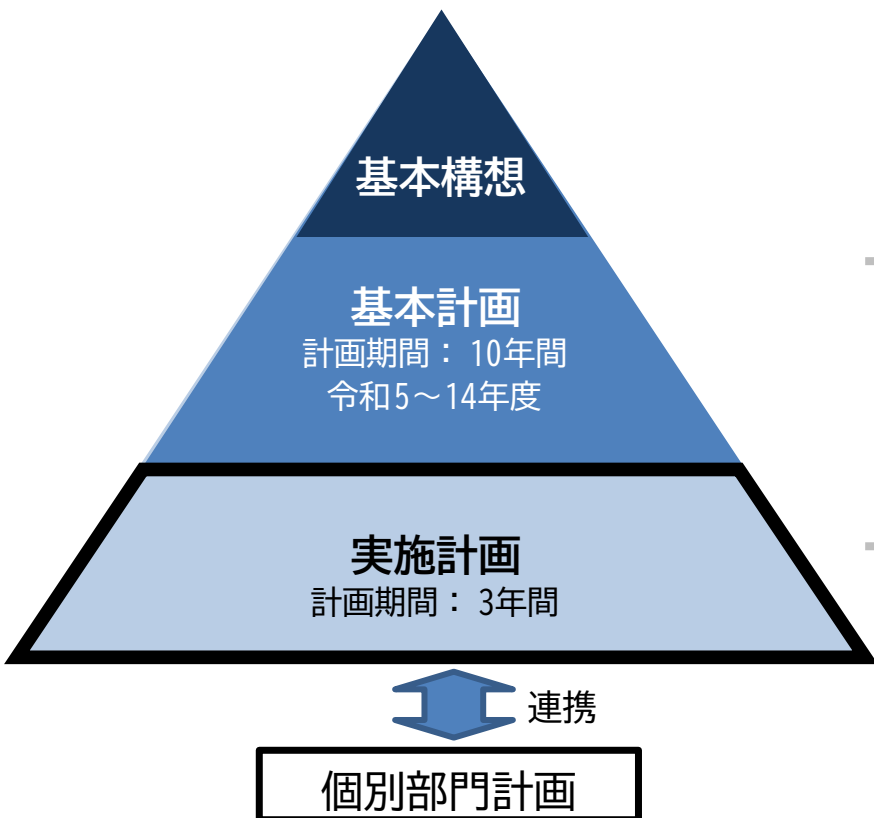 基本構想
基本計画
計画期間： 10年間
令和5～14年度
実施計画
計画期間： 3年間
連携
個別部門計画